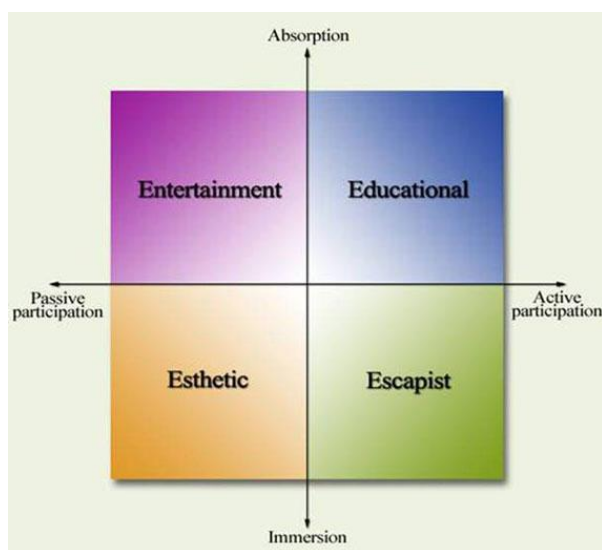 Absorption
Entertainment
Educational
Passive
participation
Active
participation
Esthetic
Escapist
Immersion